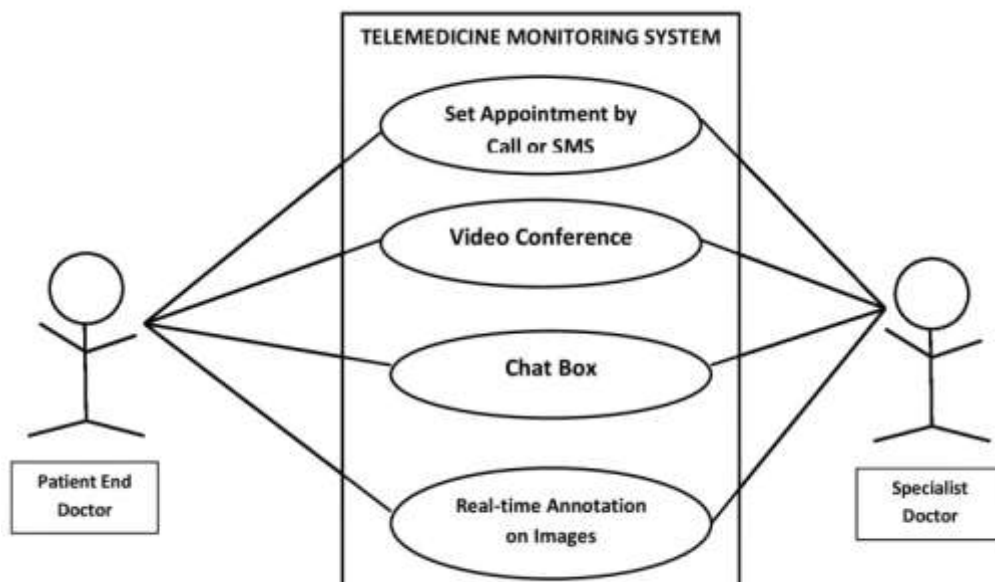 TELEMEDICINE MONITORING SYSTEM
Set Appointment by
Call or SMS
Video Conference
Chat Box
Patient End
Doctor
Real-time Annotation
on Images
Specialist
Doctor